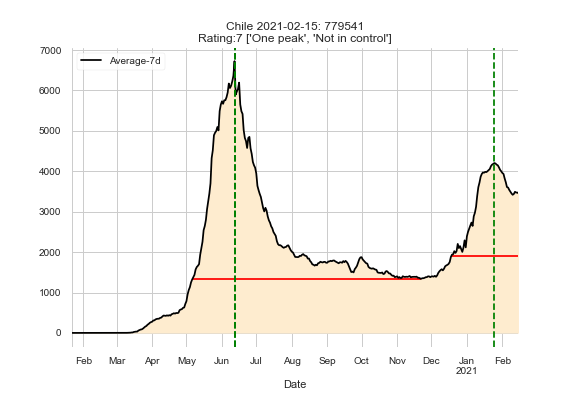 Chile 2021-02-15: 779541
Rating:7 ['One peak', 'Not in control']
Average-7d
7000
6000
5000
4000
3000
2000
1000
0
Feb Mar Apr May Jun Jul Aug Sep Oct Nov Dec Jan Feb
2021
Date